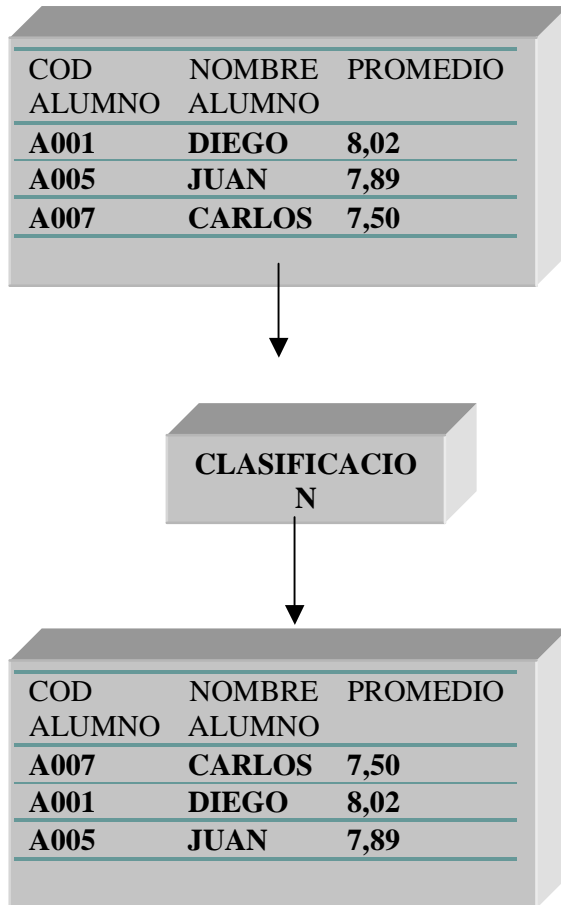 COD NOMBRE PROMEDIO
ALUMNO ALUMNO
A001 DIEGO 8,02
A005 JUAN 7,89
A007 CARLOS 7,50
CLASIFICACIO
N
COD NOMBRE PROMEDIO
ALUMNO ALUMNO
A007 CARLOS 7,50
A001 DIEGO 8,02
A005 JUAN 7,89